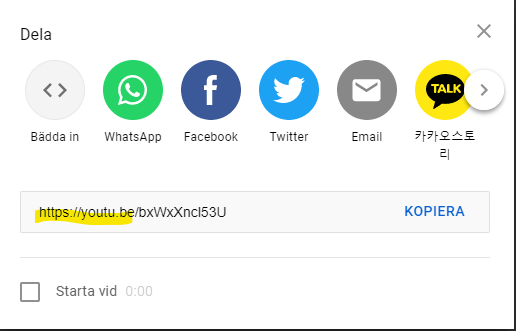 Dela
TALK
Bädda in
WhatsApp
Facebook
Twitter
Email
카카오스토
리
https://youtu.be/bxWxXncl53U
KOPIERA
Starta vid 0:00